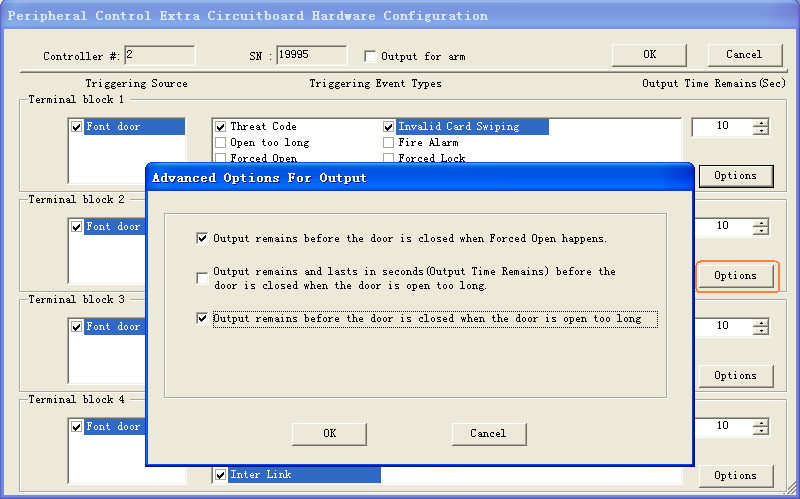 Peripheral Control Extra Circuitboard Hardware Configuration
Controller #: 2 SN : 19995 Output for arm OK Cancel
Triggering Source Triggering Event Types Output Time Remains(Sec)
Terminal block 1
Font door Threat Code Invalid Card Swiping 10
Open too long Fire Alarm
Forced Open Forced Lock
Options
Advanced Options For Output
Terminal block 2
Font door 10
Output remains before the door is closed when Forced Open happens.
Output remains and lasts in seconds(Output Time Remains) before the
door is closed when the door is open too long.
Options
Terminal block 3
Output remains before the door is closed when the door is open too long
Font door 10
Options
Terminal block 4
Font door 10
OK Cancel
Inter Link Options